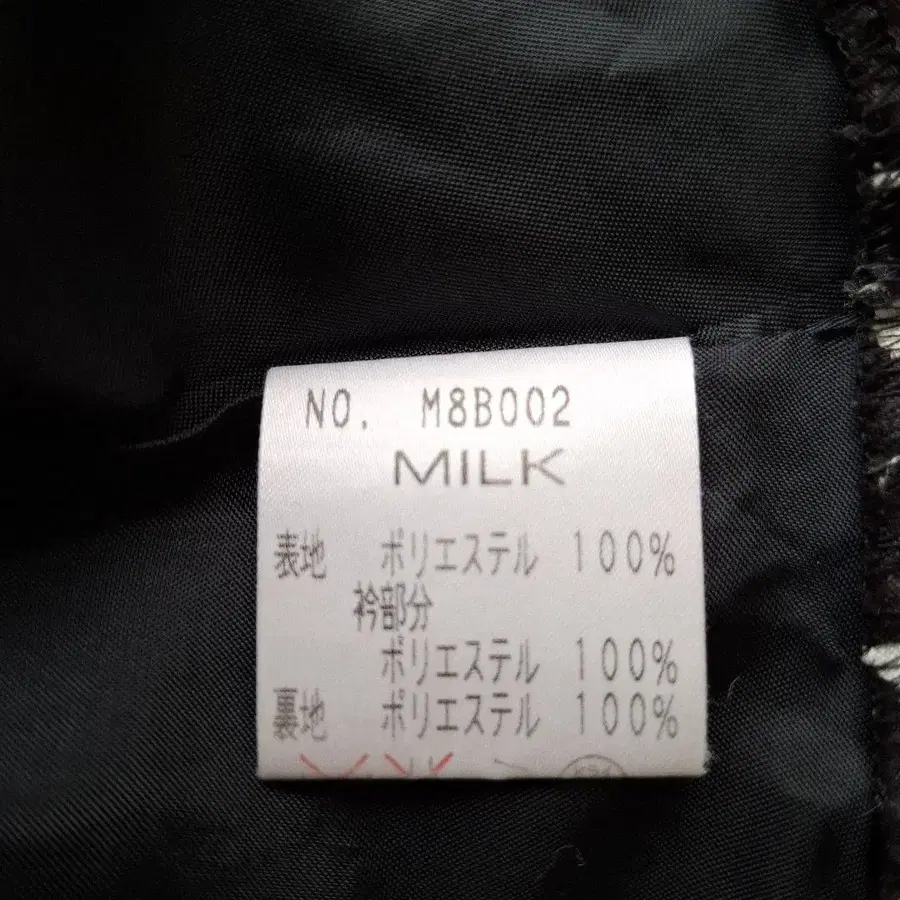 NO. M8B002
MILK
表地 ポリエステル 100%
衿部分
ポリエステル 100%
裏地 ポリエステル 100%